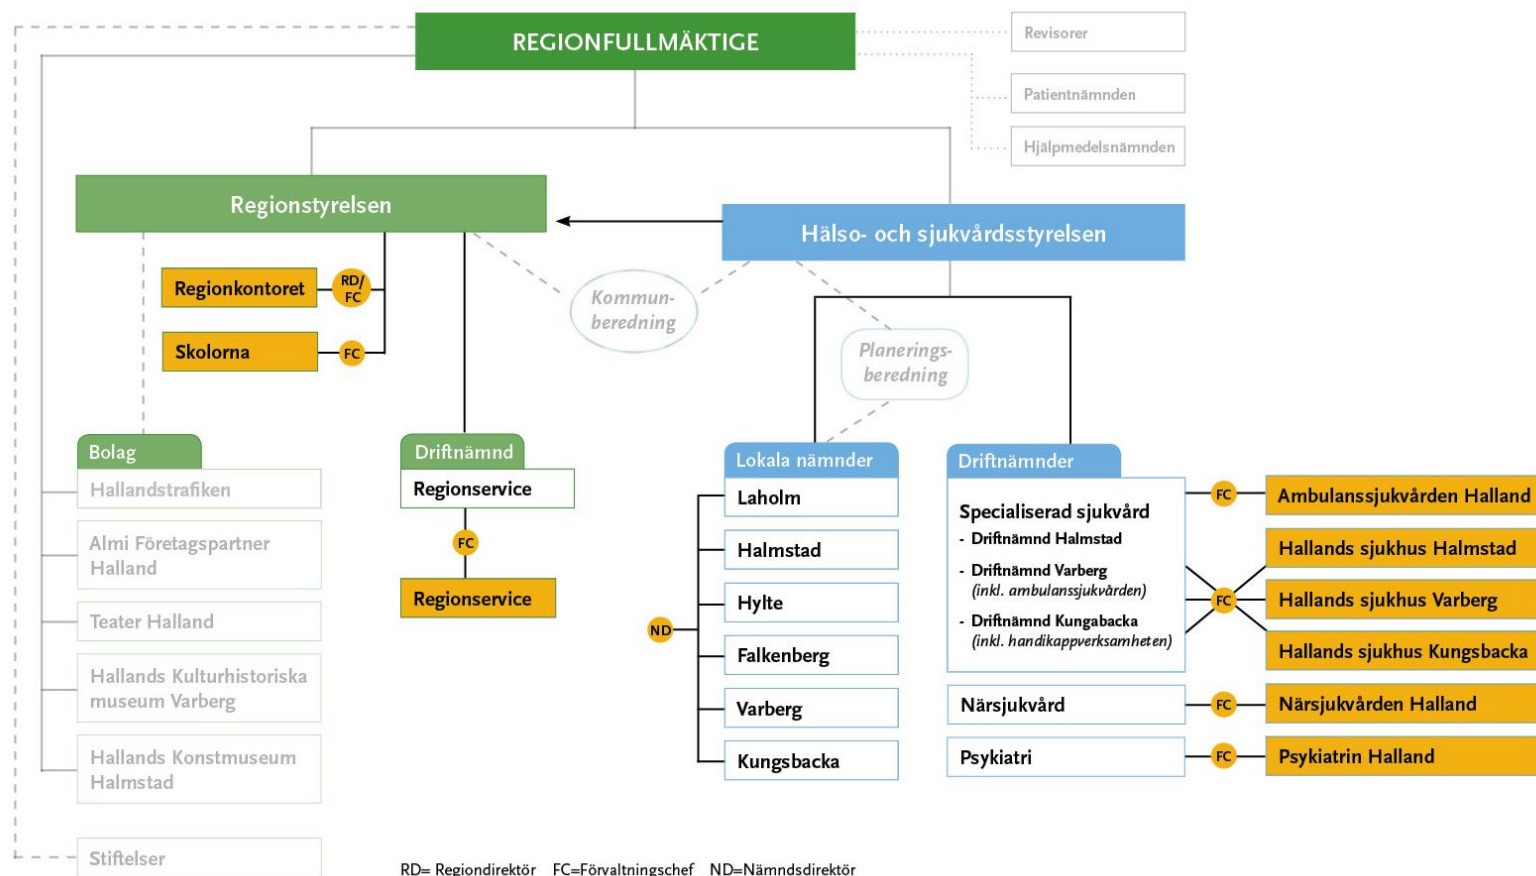 REGIONFULLMÄKTIGE
Revisorer
Patientnämnden
Hjälpmedelsnämnden
Regionstyrelsen
Hälso- och sjukvårdsstyrelsen
Regionkontoret
RD/
FC
Skolorna
FC
Kommun-
beredning
Planerings-
beredning
Bolag
Hallandstrafiken
Almi Företagspartner
Halland
Teater Halland
Hallands Kulturhistoriska
museum Varberg
Hallands Konstmuseum
Halmstad
Stiftelser
Driftnämnd
Regionservice
FC
Regionservice
Lokala nämnder
Laholm
Halmstad
Hylte
ND
Falkenberg
Varberg
Kungsbacka
Driftnämnder
Specialiserad sjukvård
- Driftnämnd Halmstad
- Driftnämnd Varberg
(inkl. ambulanssjukvården)
- Driftnämnd Kungabacka
(inkl. handikappverksamheten)
Närsjukvård
Psykiatri
FC
Ambulanssjukvården Halland
Hallands sjukhus Halmstad
FC
Hallands sjukhus Varberg
Hallands sjukhus Kungsbacka
FC
Närsjukvården Halland
FC
Psykiatrin Halland
RD= Regiondirektör FC=Förvaltningschef ND=Nämndsdirektör